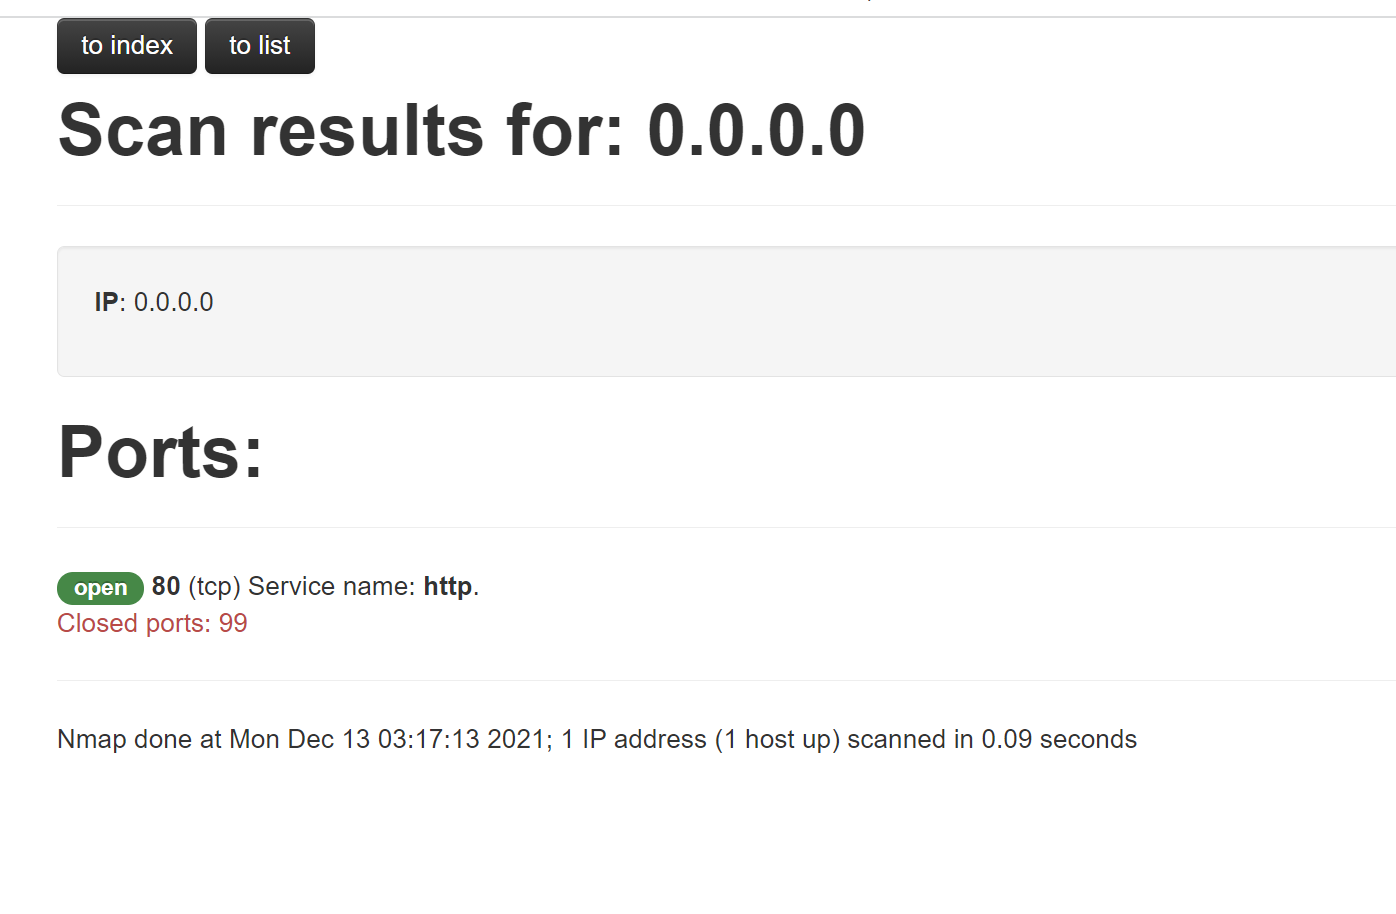 to index to list
Scan results for: 0.0.0.0
IP: 0.0.0.0
Ports:
open 80 (tcp) Service name: http.
Closed ports: 99
Nmap done at Mon Dec 13 03:17:13 2021; 1 IP address (1 host up) scanned in 0.09 seconds